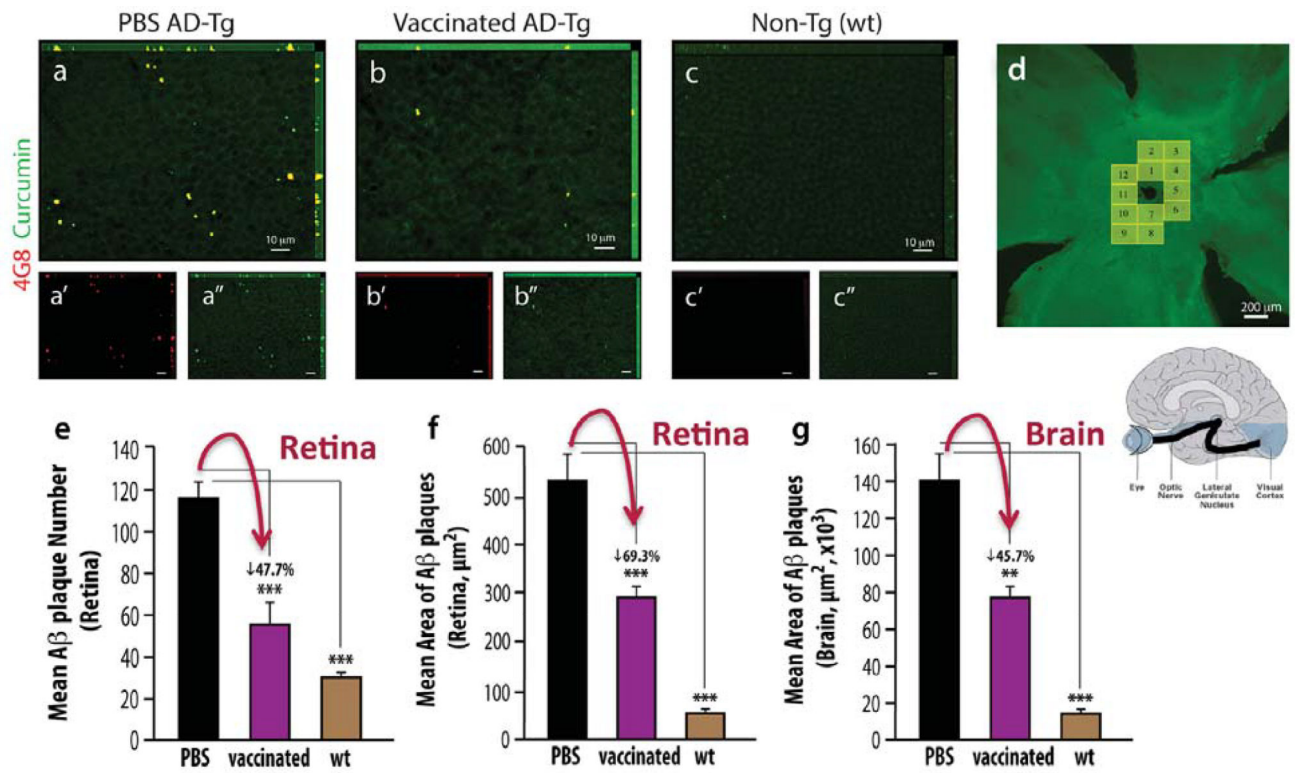 PBS AD-Tg
Vaccinated AD-Tg
Non-Tg (wt)
4G8 Curcumin
a
10 µm
b
10 µm
c
10 µm
d
2 3
12 1 4
11 5
10 7 6
9 8
200 µm
a′
a″
b′
b″
c′
c″
Eye
Optic
Nerve
Lateral
Geniculate
Nucleus
Visual
Cortex
e
Retina
Mean Aβ plaque Number
(Retina)
140
120
100
80
60
40
20
0
↓47.7%
***
***
PBS vaccinated wt
f
Retina
Mean Area of Aβ plaques
(Retina, µm²)
600
500
400
300
200
100
0
↓69.3%
***
***
PBS vaccinated wt
g
Brain
Mean Area of Aβ plaques
(Brain, µm², x10³)
160
140
120
100
80
60
40
20
0
↓45.7%
**
***
PBS vaccinated wt